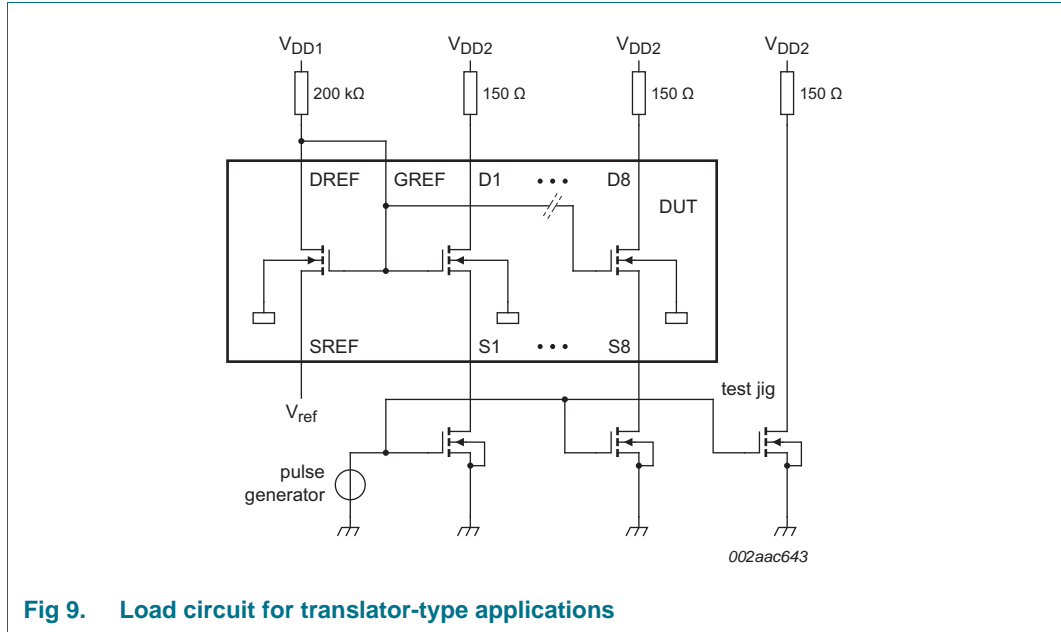 VDD1 VDD2 VDD2 VDD2
200 kΩ 150 Ω 150 Ω 150 Ω
DREF GREF D1 • • • D8
DUT
SREF S1 • • • S8
test jig
Vref
pulse
generator
002aac643
Fig 9. Load circuit for translator-type applications